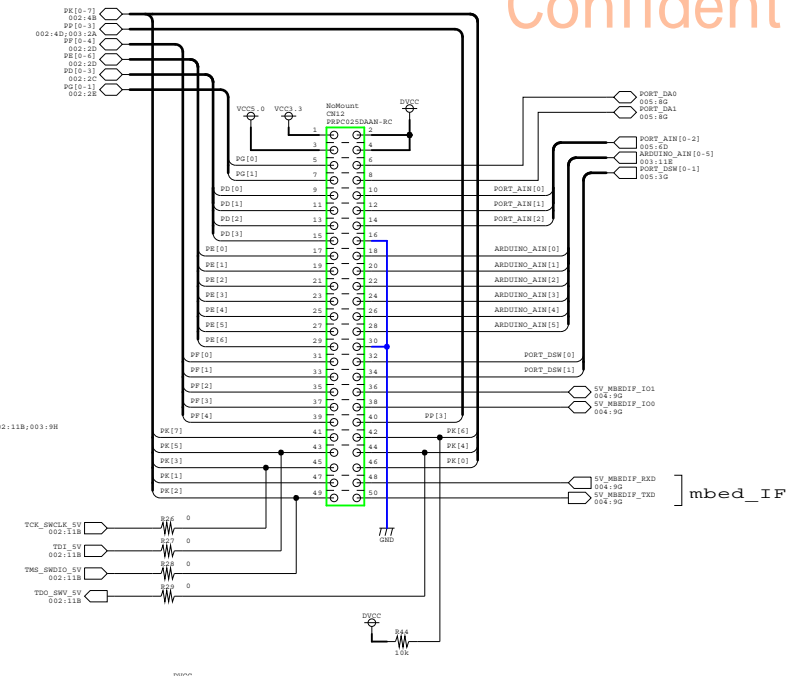 Confident
PK[0-7]
002:4B
PP[0-3]
002:4D;003:2A
PF[0-4]
002:2D
PE[0-6]
002:2D
PD[0-3]
002:2C
PG[0-1]
002:2E
VCC5.0
VCC3.3
NoMount
CN12
PRPC025DAAN-RC
DVCC
PORT_DA0
005:8G
PORT_DA1
005:8G
PORT_AIN[0-2]
005:6D
ARDUINO_AIN[0-5]
003:11E
PORT_DSW[0-1]
005:3G
1 2
3 4
PG[0] 5 6
PG[1] 7 8
PD[0] 9 10 PORT_AIN[0]
PD[1] 11 12 PORT_AIN[1]
PD[2] 13 14 PORT_AIN[2]
PD[3] 15 16
PE[0] 17 18 ARDUINO_AIN[0]
PE[1] 19 20 ARDUINO_AIN[1]
PE[2] 21 22 ARDUINO_AIN[2]
PE[3] 23 24 ARDUINO_AIN[3]
PE[4] 25 26 ARDUINO_AIN[4]
PE[5] 27 28 ARDUINO_AIN[5]
PE[6] 29 30
PF[0] 31 32 PORT_DSW[0]
PF[1] 33 34 PORT_DSW[1]
PF[2] 35 36 5V_MBEDIF_IO1
004:9G
PF[3] 37 38 5V_MBEDIF_IO0
004:9G
PF[4] 39 40 PP[3]
2:11B;003:9H
PK[7] 41 42 PK[6]
PK[5] 43 44 PK[4]
PK[3] 45 46 PK[0]
PK[1] 47 48 5V_MBEDIF_RXD
004:9G
PK[2] 49 50 5V_MBEDIF_TXD
004:9G
mbed_IF
TCK_SWCLK_5V R26 0
002:11B
TDI_5V R27 0
002:11B
TMS_SWDIO_5V R28 0
002:11B
TDO_SWV_5V R29 0
002:11B
GND
DVCC
R44
10k
DVCC